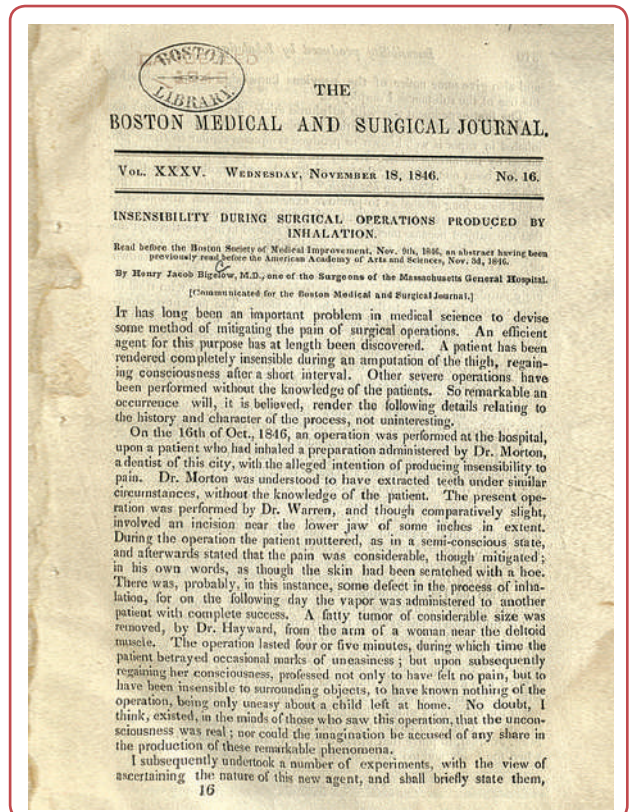 BOSTON
LIBRARY.
THE
BOSTON MEDICAL AND SURGICAL JOURNAL.
VOL. XXXV. WEDNESDAY, NOVEMBER 18, 1846. No. 16.
INSENSIBILITY DURING SURGICAL OPERATIONS PRODUCED BY
INHALATION.
Read before the Boston Society of Medical Improvement, Nov. 9th, 1846, an abstract having been
previously read before the American Academy of Arts and Sciences, Nov. 3d, 1846.
By Henry Jacob Bigelow, M.D., one of the Surgeons of the Massachusetts General Hospital.
[Communicated for the Boston Medical and Surgical Journal.]
IT has long been an important problem in medical science to devise
some method of mitigating the pain of surgical operations. An efficient
agent for this purpose has at length been discovered. A patient has been
rendered completely insensible during an amputation of the thigh, regain-
ing consciousness after a short interval. Other severe operations have
been performed without the knowledge of the patients. So remarkable an
occurrence will, it is believed, render the following details relating to
the history and character of the process, not uninteresting.
On the 16th of Oct., 1846, an operation was performed at the hospital,
upon a patient who had inhaled a preparation administered by Dr. Morton,
a dentist of this city, with the alleged intention of producing insensibility to
pain. Dr. Morton was understood to have extracted teeth under similar
circumstances, without the knowledge of the patient. The present ope-
ration was performed by Dr. Warren, and though comparatively slight,
involved an incision near the lower jaw of some inches in extent.
During the operation the patient muttered, as in a semi-conscious state,
and afterwards stated that the pain was considerable, though mitigated;
in his own words, as though the skin had been scratched with a hoe.
There was, probably, in this instance, some defect in the process of inha-
lation, for on the following day the vapor was administered to another
patient with complete success. A fatty tumor of considerable size was
removed, by Dr. Hayward, from the arm of a woman near the deltoid
muscle. The operation lasted four or five minutes, during which time the
patient betrayed occasional marks of uneasiness; but upon subsequently
regaining her consciousness, professed not only to have felt no pain, but to
have been insensible to surrounding objects, to have known nothing of the
operation, being only uneasy about a child left at home. No doubt, I
think, existed, in the minds of those who saw this operation, that the uncon-
sciousness was real; nor could the imagination be accused of any share in
the production of these remarkable phenomena.
I subsequently undertook a number of experiments, with the view of
ascertaining the nature of this new agent, and shall briefly state them,
16